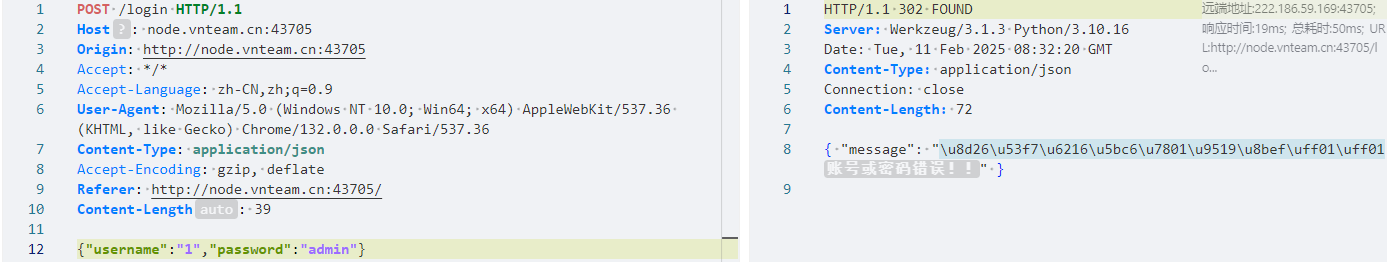 1 POST /login HTTP/1.1
2 Host ? : node.vnteam.cn:43705
3 Origin: http://node.vnteam.cn:43705
4 Accept: */*
5 Accept-Language: zh-CN,zh;q=0.9
6 User-Agent: Mozilla/5.0 (Windows NT 10.0; Win64; x64) AppleWebKit/537.36
(KHTML, like Gecko) Chrome/132.0.0.0 Safari/537.36
7 Content-Type: application/json
8 Accept-Encoding: gzip, deflate
9 Referer: http://node.vnteam.cn:43705/
10 Content-Length auto : 39
11
12 {"username":"1","password":"admin"}
1 HTTP/1.1 302 FOUND
2 Server: Werkzeug/3.1.3 Python/3.10.16
3 Date: Tue, 11 Feb 2025 08:32:20 GMT
4 Content-Type: application/json
5 Connection: close
6 Content-Length: 72
7
8 { "message": "\u8d26\u53f7\u6216\u5bc6\u7801\u9519\u8bef\uff01\uff01
账号或密码错误！！" }
9
远端地址:222.186.59.169:43705;
响应时间:19ms; 总耗时:50ms; UR
L:http://node.vnteam.cn:43705/l
o...